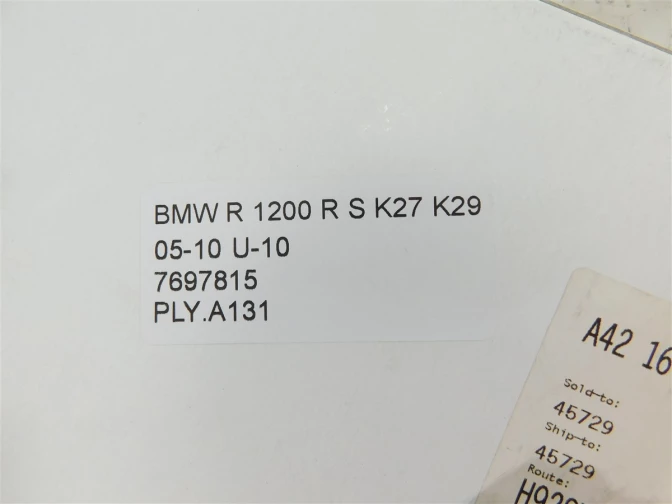 BMW R 1200 R S K27 K29
05-10 U-10
7697815
PLY.A131
A42 16
Sold to:
45729
Ship to:
45729
Route: